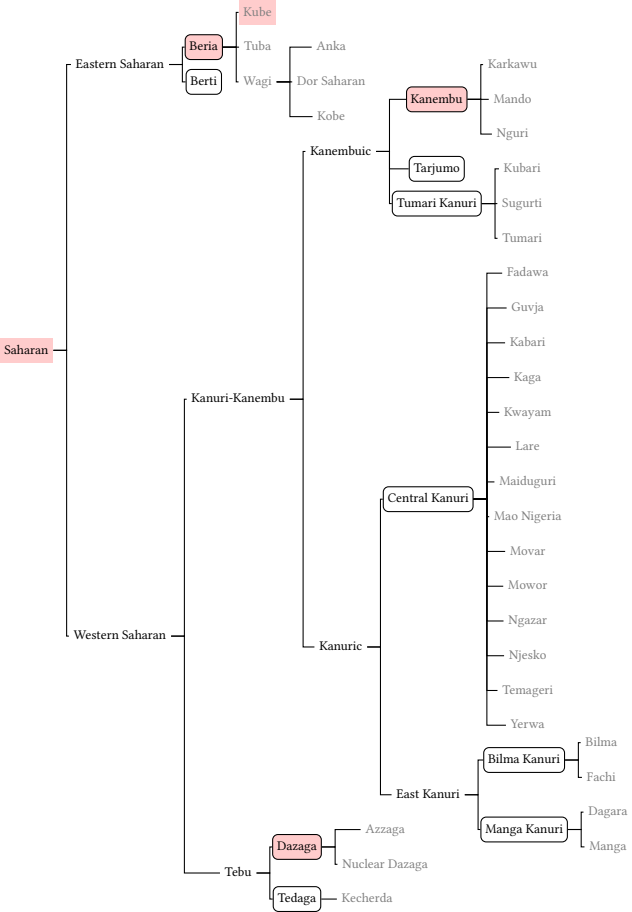 Kube
Beria
Tuba
Anka
Eastern Saharan
Karkawu
Berti
Wagi
Dor Saharan
Kanembu
Mando
Kobe
Nguri
Kanembuic
Tarjumo
Kubari
Tumari Kanuri
Sugurti
Tumari
Fadawa
Guvja
Kabari
Saharan
Kaga
Kanuri-Kanembu
Kwayam
Lare
Maiduguri
Central Kanuri
Mao Nigeria
Movar
Mowor
Ngazar
Western Saharan
Kanuric
Njesko
Temageri
Yerwa
Bilma
Bilma Kanuri
Fachi
East Kanuri
Dagara
Manga Kanuri
Azzaga
Manga
Dazaga
Nuclear Dazaga
Tebu
Tedaga
Kecherda